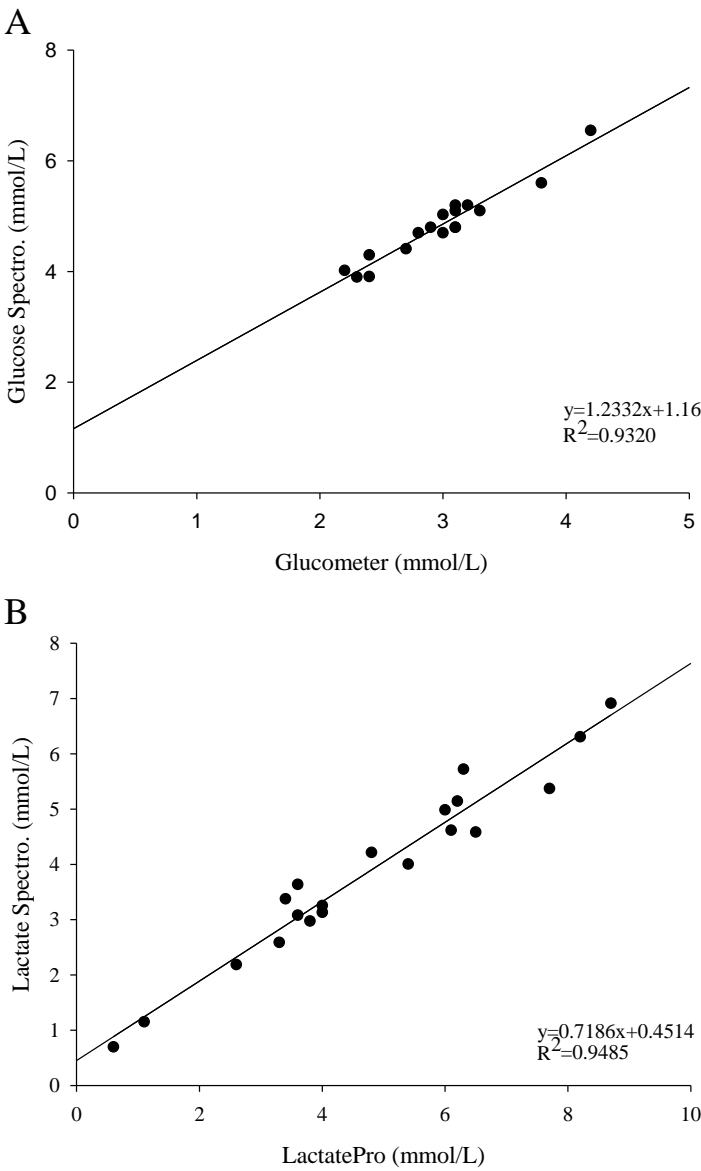 A
8
6
4
2
0
Glucose Spectro. (mmol/L)
y=1.2332x+1.16
R²=0.9320
0 1 2 3 4 5
Glucometer (mmol/L)
B
8
7
6
5
4
3
2
1
0
Lactate Spectro. (mmol/L)
y=0.7186x+0.4514
R²=0.9485
0 2 4 6 8 10
LactatePro (mmol/L)